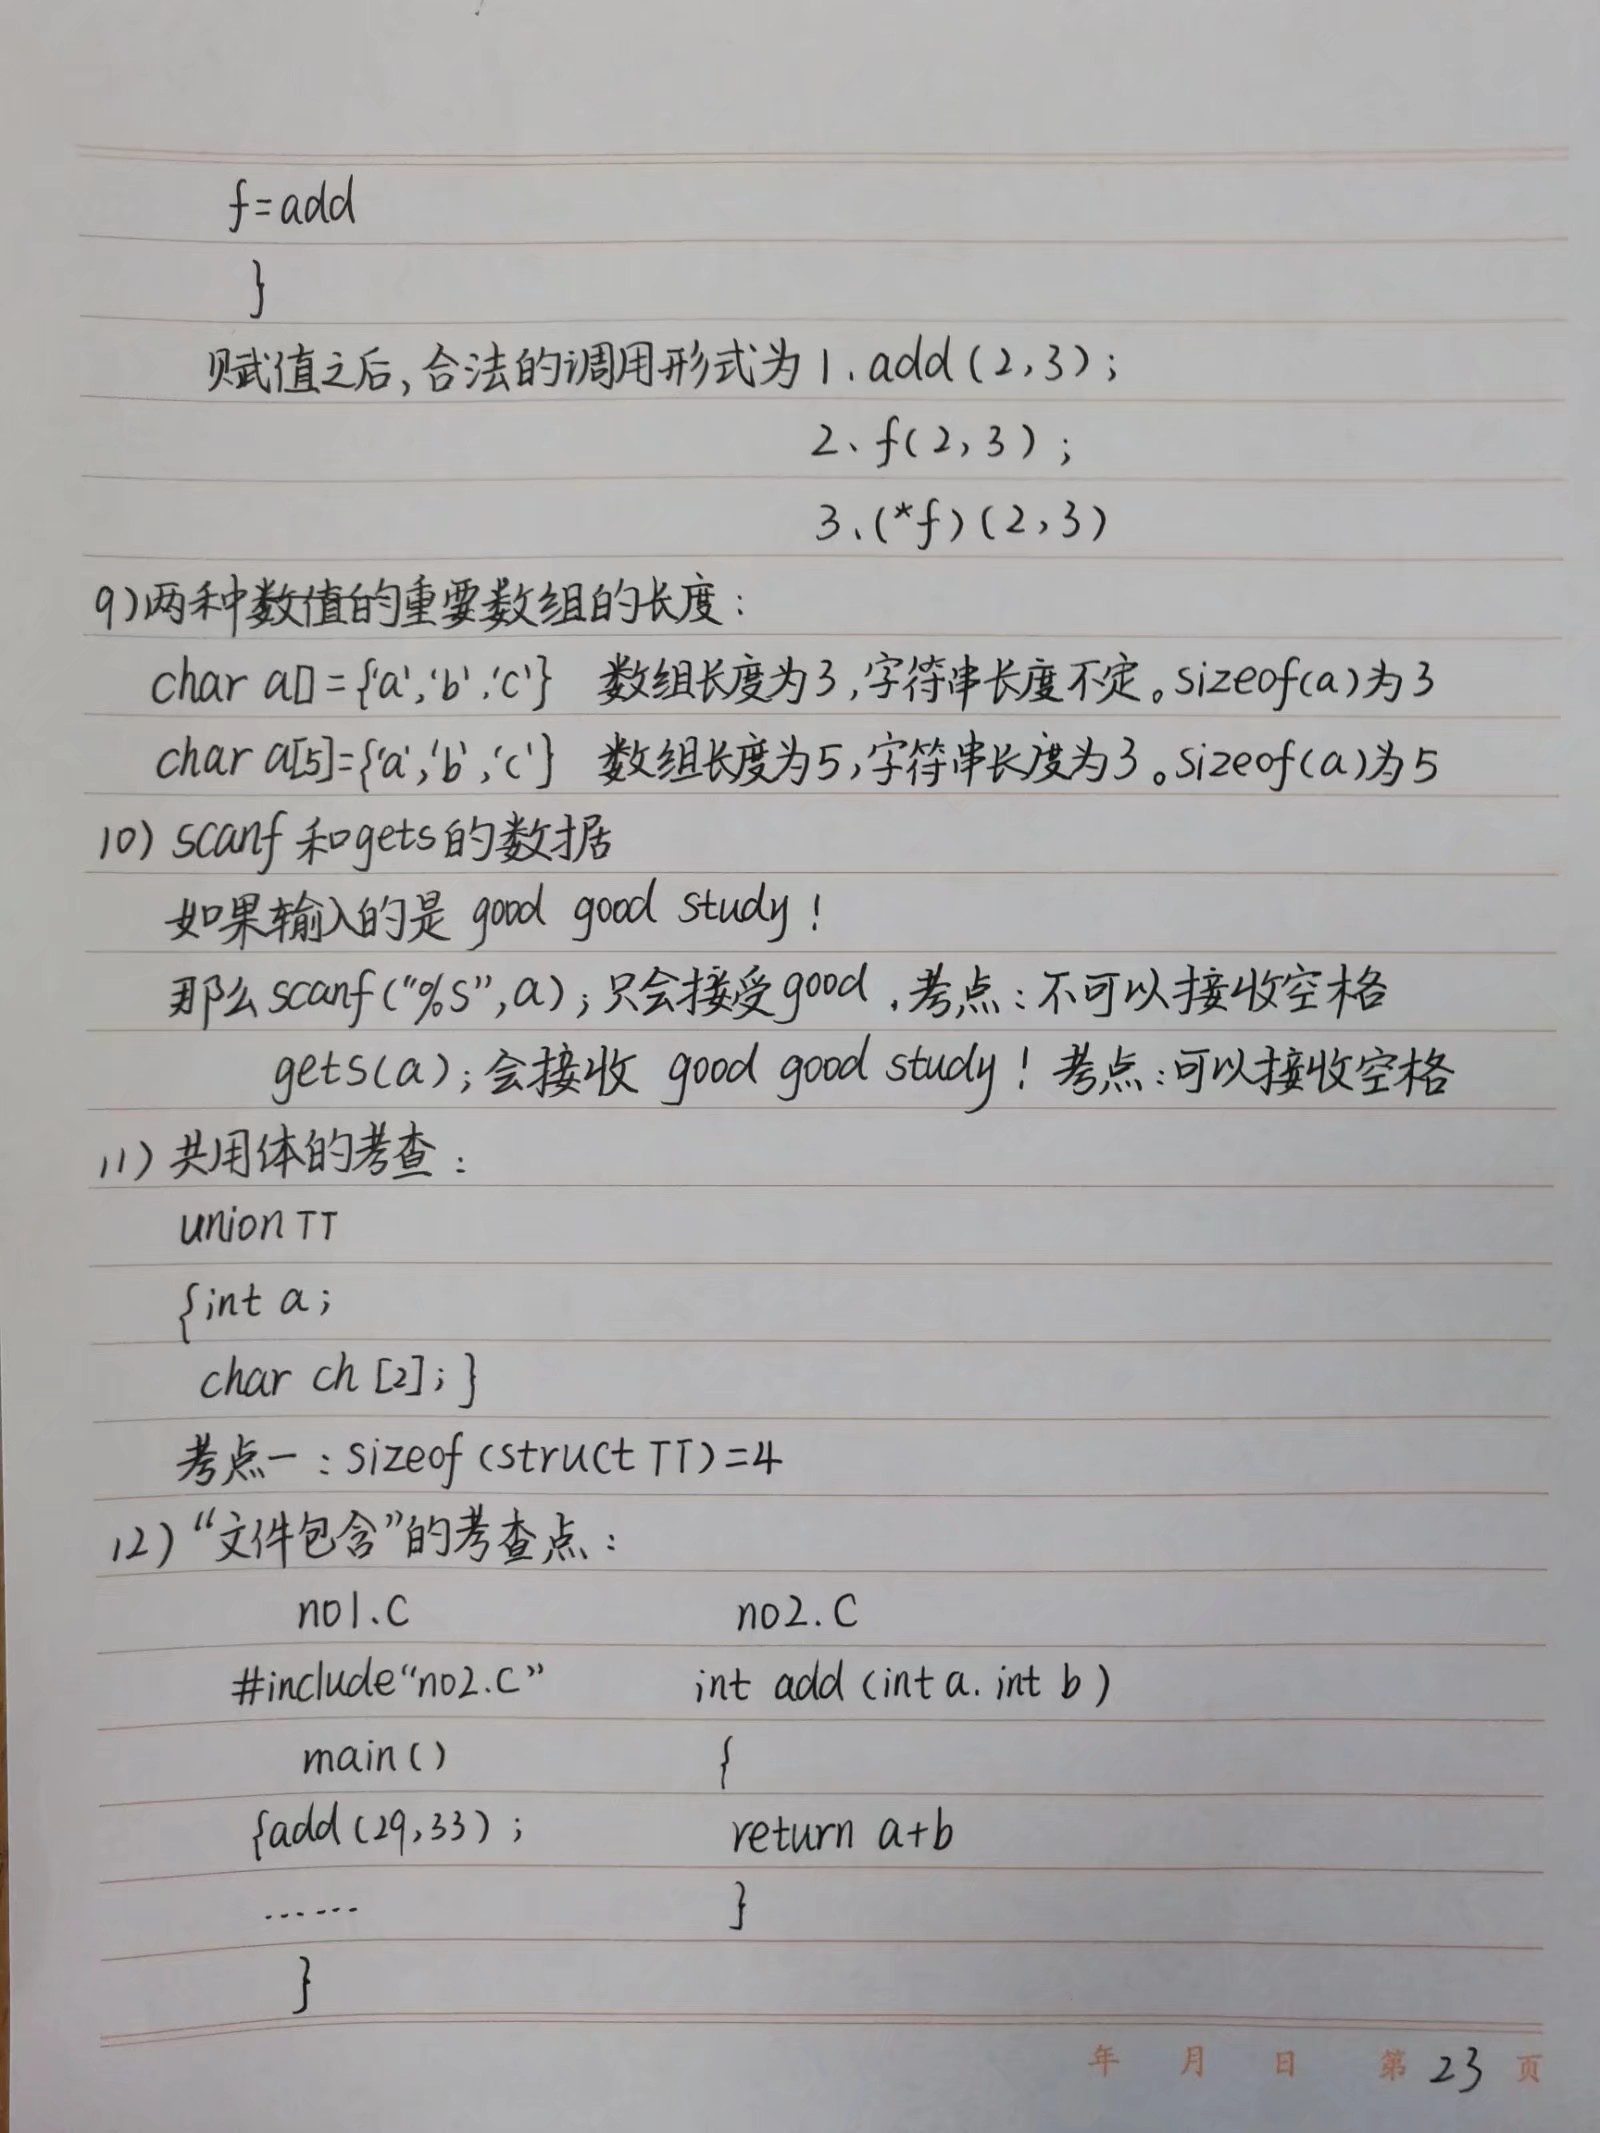 f=add
}
赋值之后,合法的调用形式为 1.add(2,3);
2、f(2,3);
3、(*f)(2,3)
9)两种数值的重要数组的长度:
char a[]={'a','b','c'} 数组长度为3,字符串长度不定。sizeof(a)为3
char a[5]={'a','b','c'} 数组长度为5,字符串长度为3。sizeof(a)为5
10) scanf 和gets的数据
如果输入的是 good good study!
那么 scanf("%s",a);只会接受good,考点:不可以接收空格
gets(a);会接收 good good study! 考点:可以接收空格
11) 共用体的考查:
union TT
{int a;
char ch [2];}
考点一:sizeof(struct TT)=4
12)“文件包含”的考查点:
no1.C no2.C
#include“no2.C” int add (int a. int b)
main() {
{add(29,33); return a+b
...... }
}
年 月 日 第 23 页